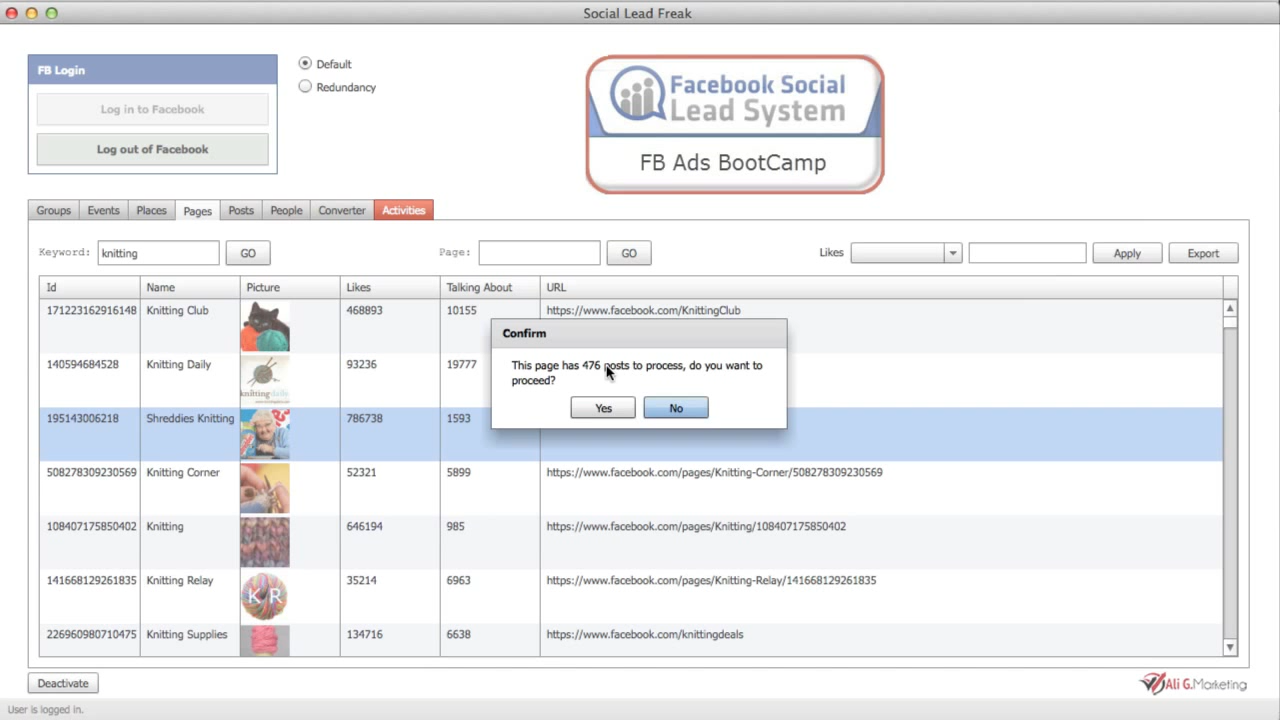 Social Lead Freak
FB Login
Log in to Facebook
Log out of Facebook
Default
Redundancy
Facebook Social
Lead System
FB Ads BootCamp
Groups Events Places Pages Posts People Converter Activities
Keyword: knitting GO Page: GO Likes Apply Export
Id Name Picture Likes Talking About URL
171223162916148 Knitting Club 468893 10155 https://www.facebook.com/KnittingClub
140594684528 Knitting Daily knittingdaily 93236 19777
195143006218 Shreddies Knitting 786738 1593
508278309230569 Knitting Corner 52321 5899 https://www.facebook.com/pages/Knitting-Corner/508278309230569
108407175850402 Knitting 646194 985 https://www.facebook.com/pages/Knitting/108407175850402
141668129261835 Knitting Relay K R 35214 6963 https://www.facebook.com/pages/Knitting-Relay/141668129261835
226960980710475 Knitting Supplies 134716 6638 https://www.facebook.com/knittingdeals
Confirm
This page has 476 posts to process, do you want to
proceed?
Yes No
Deactivate
Ali G.Marketing
User is logged in.